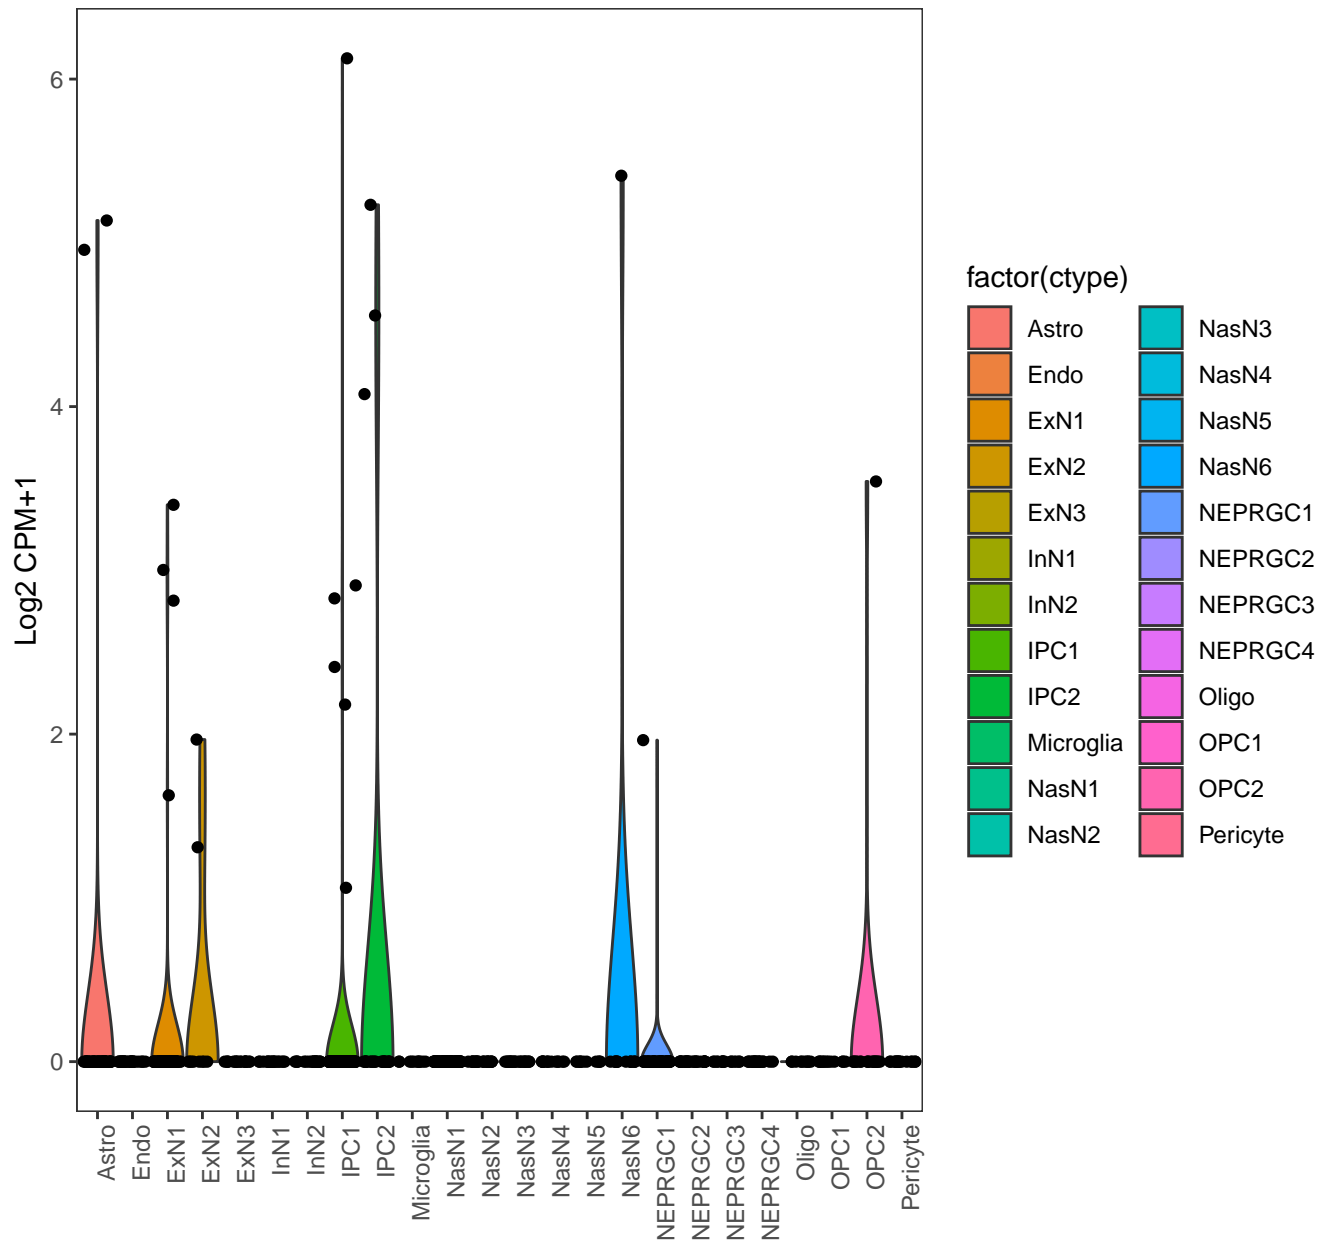 6
4
2
0
Log2 CPM+1
Astro
Endo
ExN1
ExN2
ExN3
InN1
InN2
IPC1
IPC2
Microglia
NasN1
NasN2
NasN3
NasN4
NasN5
NasN6
NEPRGC1
NEPRGC2
NEPRGC3
NEPRGC4
Oligo
OPC1
OPC2
Pericyte
factor(ctype)
Astro
Endo
ExN1
ExN2
ExN3
InN1
InN2
IPC1
IPC2
Microglia
NasN1
NasN2
NasN3
NasN4
NasN5
NasN6
NEPRGC1
NEPRGC2
NEPRGC3
NEPRGC4
Oligo
OPC1
OPC2
Pericyte